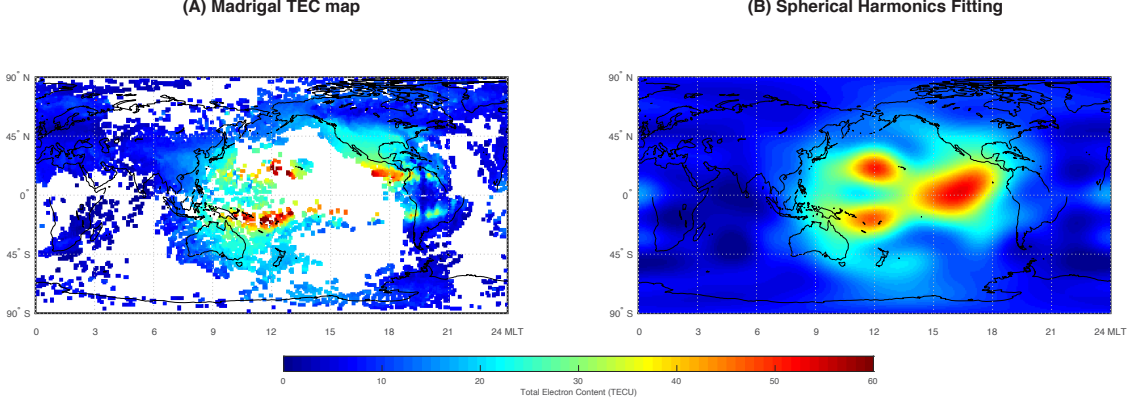 (A) Madrigal TEC map
(B) Spherical Harmonics Fitting
90° N
45° N
0°
45° S
90° S
0 3 6 9 12 15 18 21 24 MLT
90° N
45° N
0°
45° S
90° S
0 3 6 9 12 15 18 21 24 MLT
0 10 20 30 40 50 60
Total Electron Content (TECU)